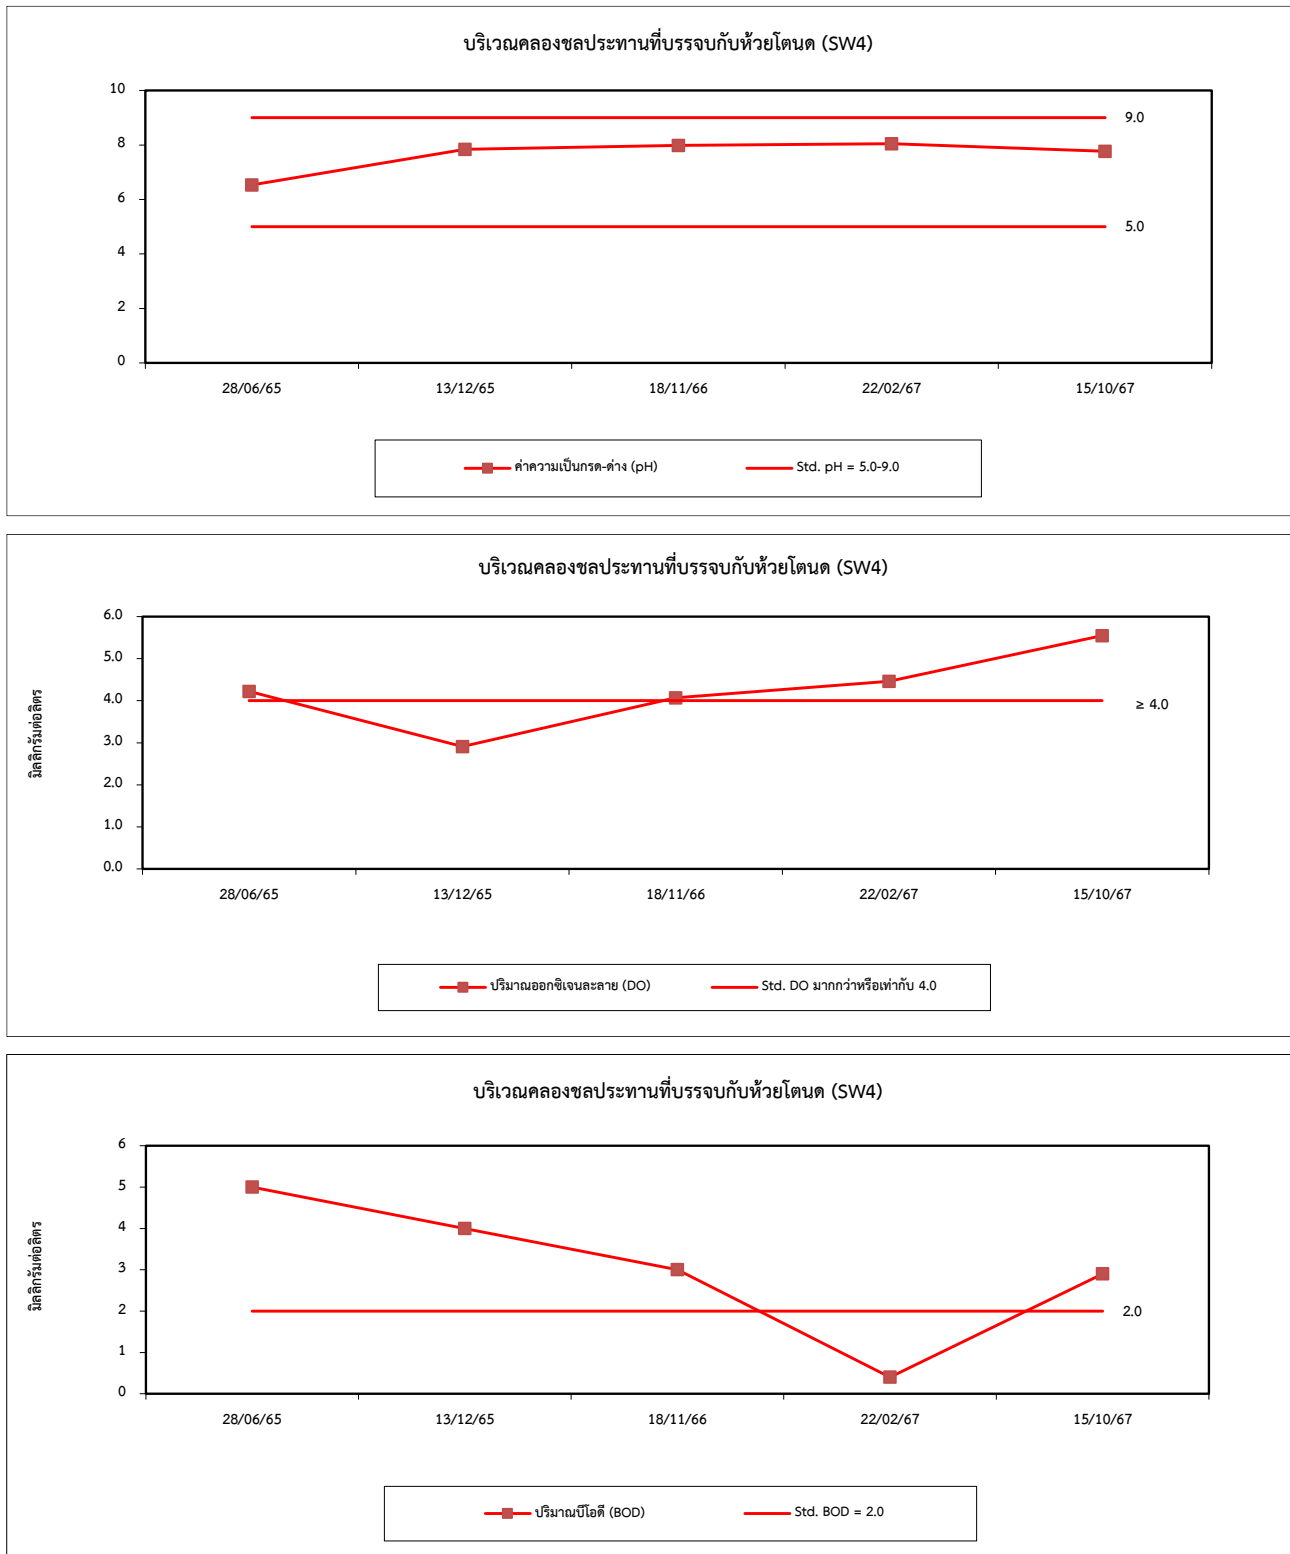 บริเวณคลองชลประทานที่บรรจบกับห้วยโตนด (SW4)
10
8
6
4
2
0
9.0
5.0
28/06/65 13/12/65 18/11/66 22/02/67 15/10/67
ค่าความเป็นกรด-ด่าง (pH) Std. pH = 5.0-9.0
บริเวณคลองชลประทานที่บรรจบกับห้วยโตนด (SW4)
มิลลิกรัมต่อลิตร
6.0
5.0
4.0
3.0
2.0
1.0
0.0
≥ 4.0
28/06/65 13/12/65 18/11/66 22/02/67 15/10/67
ปริมาณออกซิเจนละลาย (DO) Std. DO มากกว่าหรือเท่ากับ 4.0
บริเวณคลองชลประทานที่บรรจบกับห้วยโตนด (SW4)
มิลลิกรัมต่อลิตร
6
5
4
3
2
1
0
2.0
28/06/65 13/12/65 18/11/66 22/02/67 15/10/67
ปริมาณบีโอดี (BOD) Std. BOD = 2.0